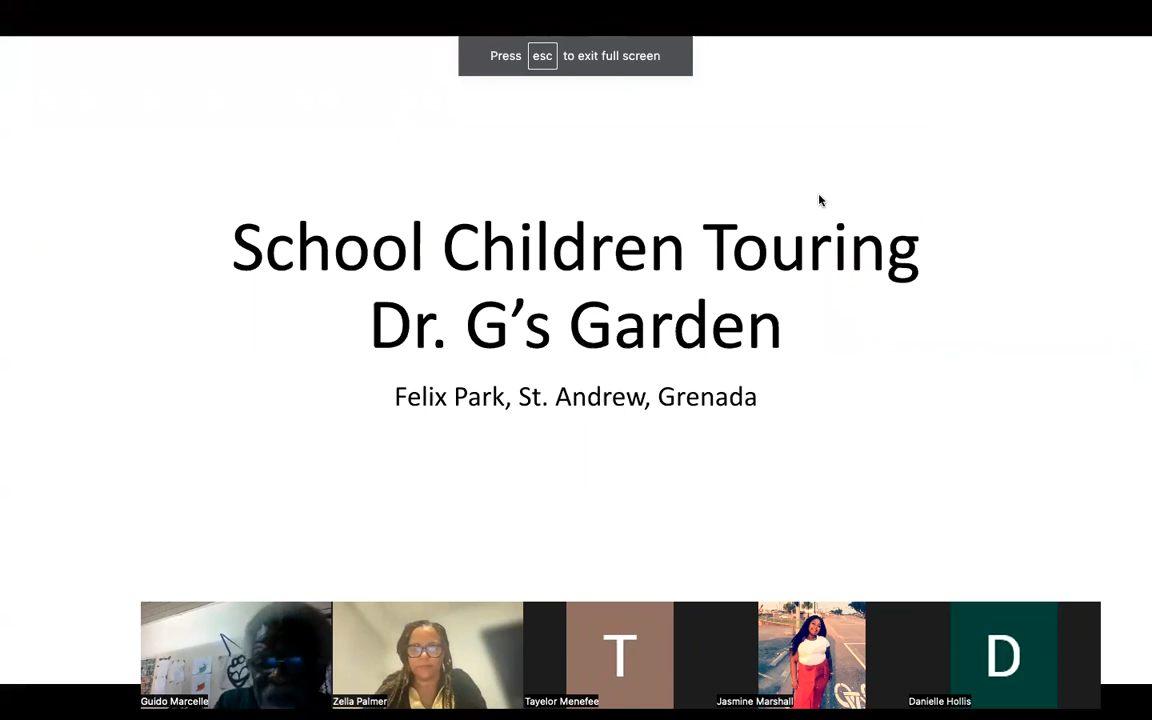 Press esc to exit full screen
School Children Touring
Dr. G’s Garden
Felix Park, St. Andrew, Grenada
T
D
Guido Marcelle
Zella Palmer
Tayelor Menefee
Jasmine Marshall
Danielle Hollis